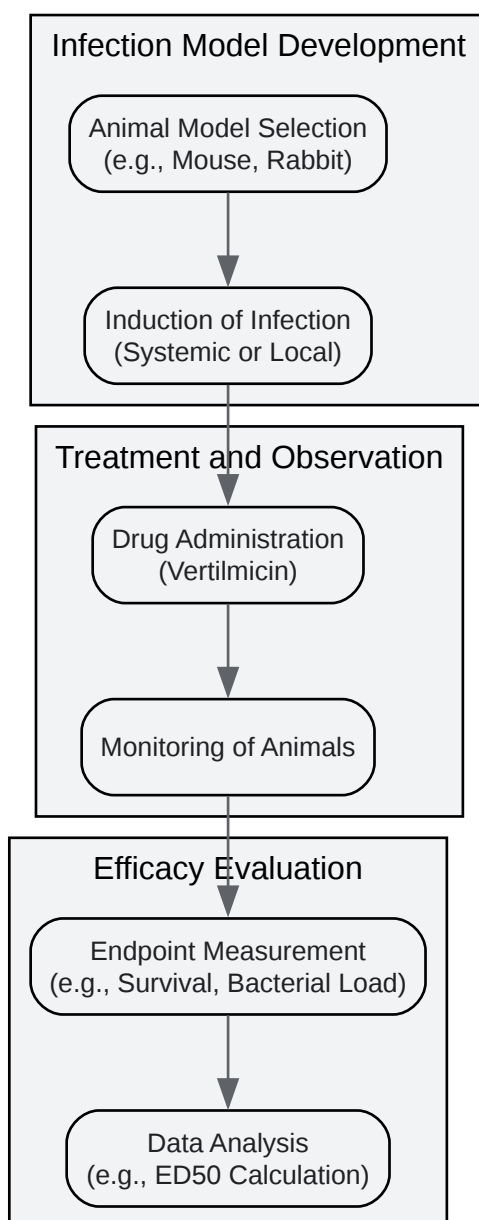 Infection Model Development
Animal Model Selection
(e.g., Mouse, Rabbit)
Induction of Infection
(Systemic or Local)
Treatment and Observation
Drug Administration
(Vertilmicin)
Monitoring of Animals
Efficacy Evaluation
Endpoint Measurement
(e.g., Survival, Bacterial Load)
Data Analysis
(e.g., ED50 Calculation)